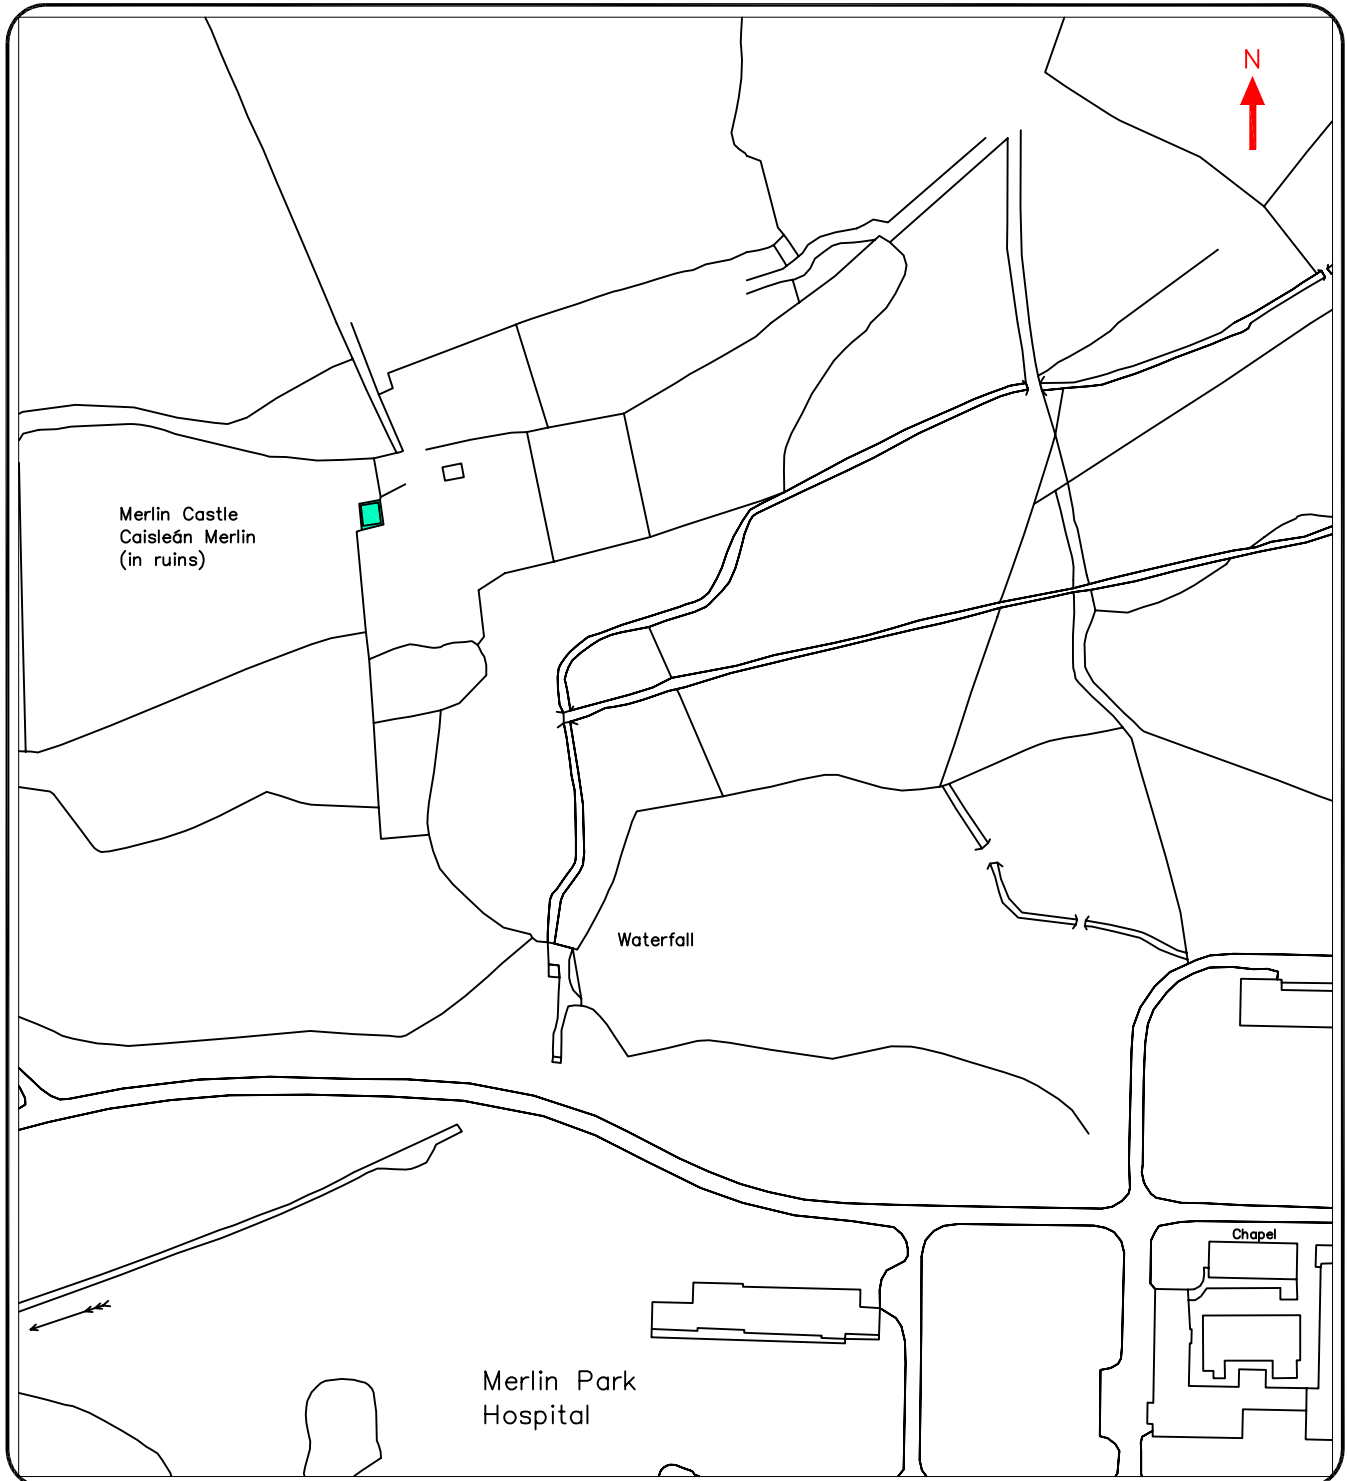 N
Merlin Castle
Caisleán Merlin
(in ruins)
Waterfall
Chapel
Merlin Park
Hospital